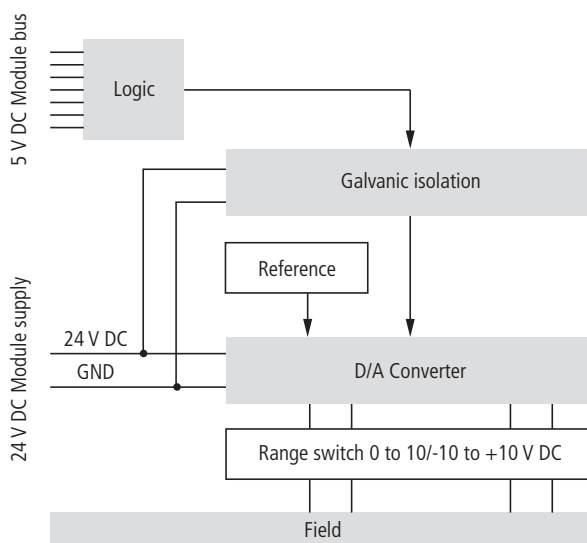 5 V DC Module bus
Logic
Galvanic isolation
Reference
24 V DC Module supply
24 V DC
GND
D/A Converter
Range switch 0 to 10/-10 to +10 V DC
Field